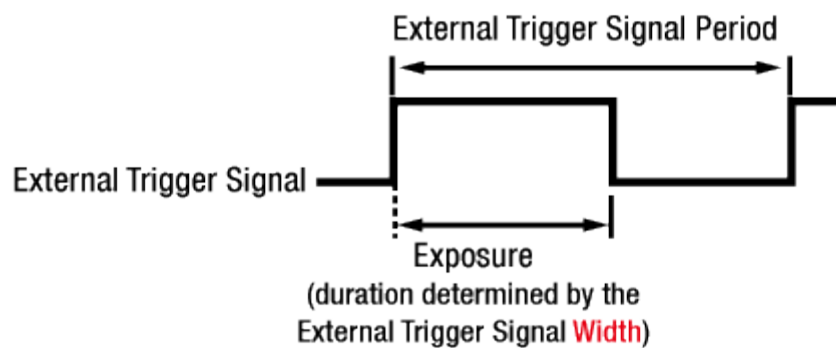 External Trigger Signal Period
External Trigger Signal
Exposure
(duration determined by the
External Trigger Signal Width)